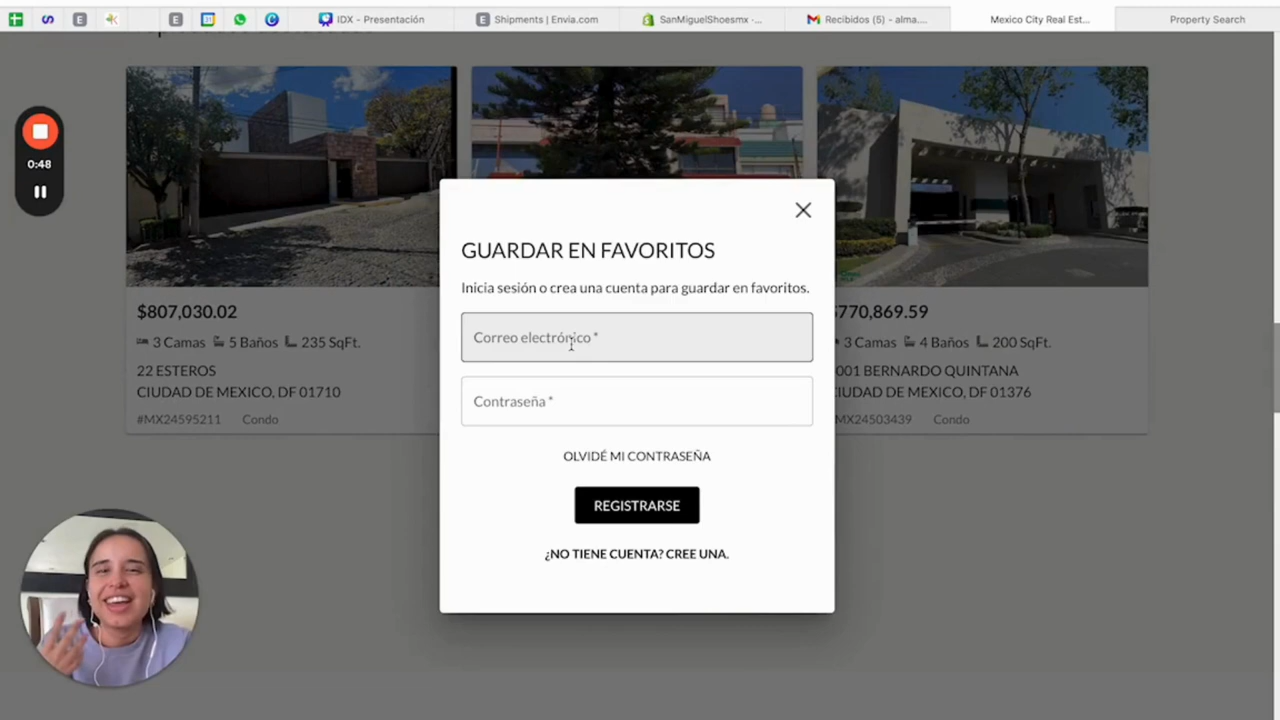 IDX - Presentación
Shipments | Envia.com
SanMiguelShoesmx -...
Recibidos (5) - alma....
Mexico City Real Est...
Property Search
0:48
GUARDAR EN FAVORITOS
Inicia sesión o crea una cuenta para guardar en favoritos.
Correo electrónico *
Contraseña *
OLVIDÉ MI CONTRASEÑA
REGISTRARSE
¿NO TIENE CUENTA? CREE UNA.
$807,030.02
3 Camas 5 Baños 235 SqFt.
22 ESTEROS
CIUDAD DE MEXICO, DF 01710
#MX24595211 Condo
$770,869.59
3 Camas 4 Baños 200 SqFt.
001 BERNARDO QUINTANA
CIUDAD DE MEXICO, DF 01376
MX24503439 Condo